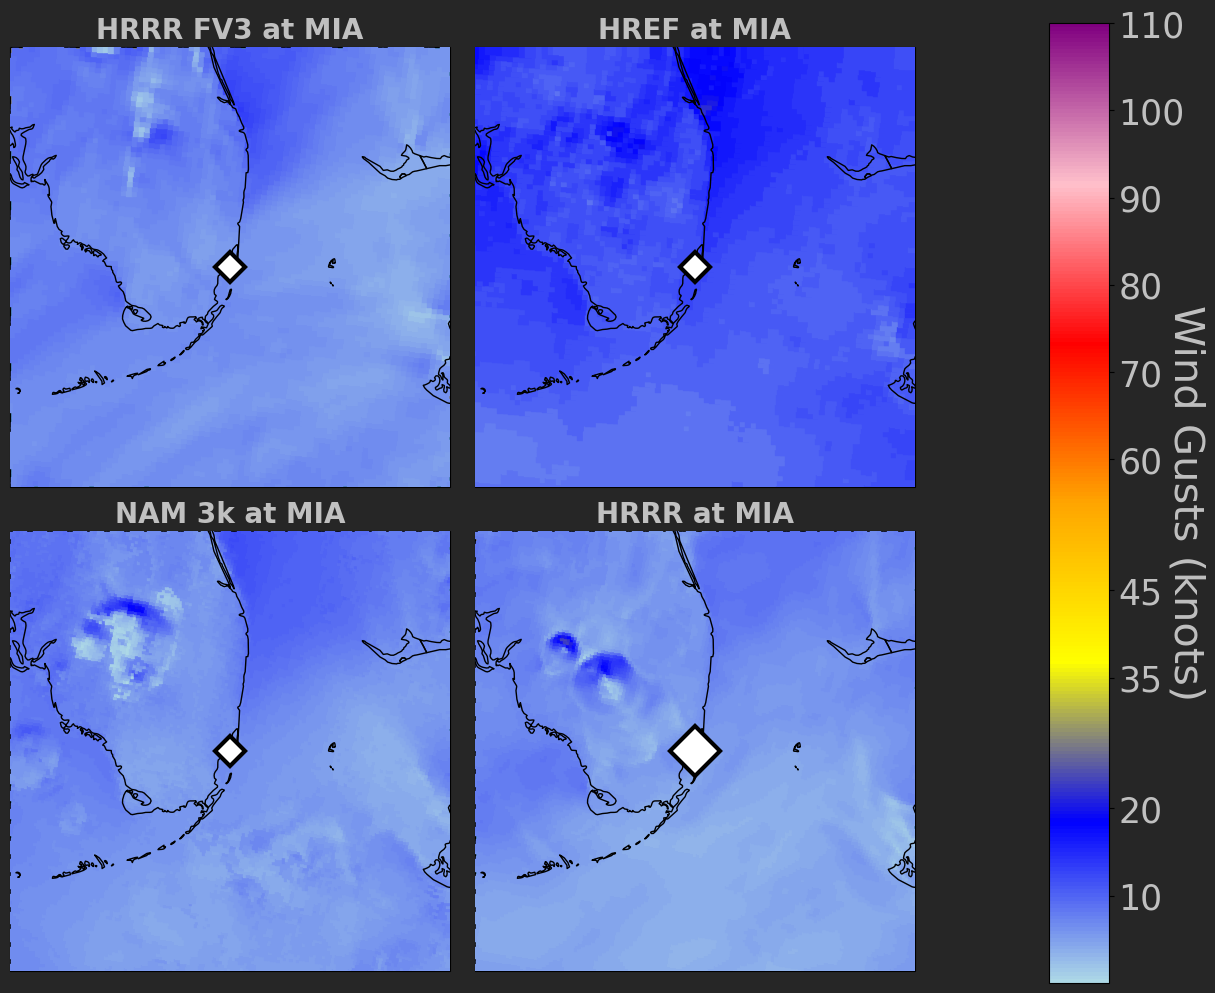 HRRR FV3 at MIA
HREF at MIA
NAM 3k at MIA
HRRR at MIA
110
100
90
80
70
60
45
35
20
10
Wind Gusts (knots)